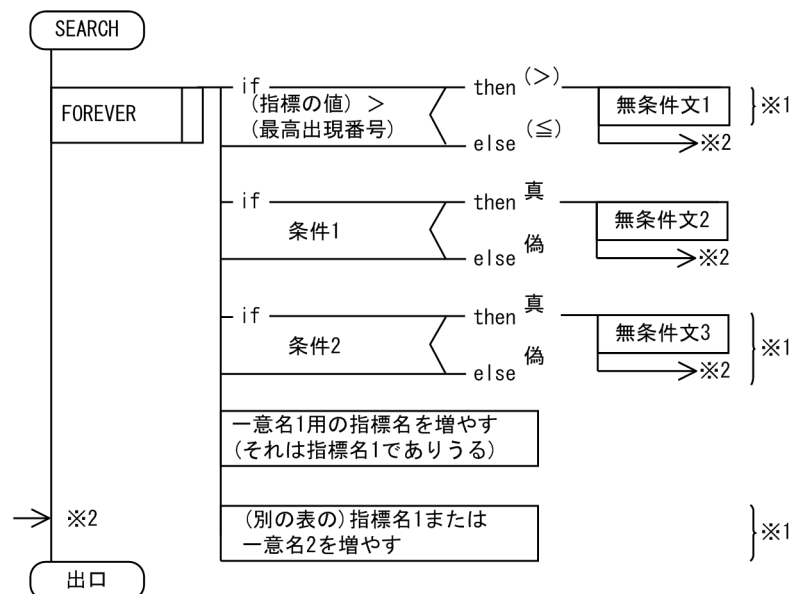 SEARCH
FOREVER
if
(指標の値) >
(最高出現番号)
then (>)
else (≦)
無条件文1
※1
※2
if
条件1
then 真
else 偽
無条件文2
※2
if
条件2
then 真
else 偽
無条件文3
※1
※2
一意名1用の指標名を増やす
(それは指標名1でありうる)
※2
(別の表の)指標名1または
一意名2を増やす
※1
出口